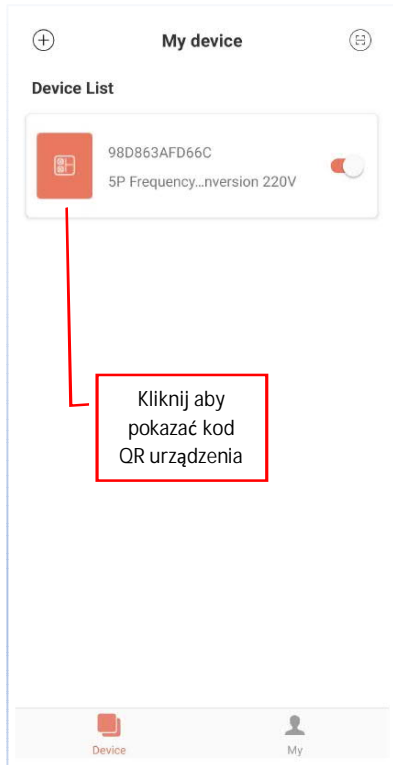 My device
Device List
98D863AFD66C
5P Frequency...nversion 220V
Kliknij aby
pokazać kod
QR urządzenia
Device
My